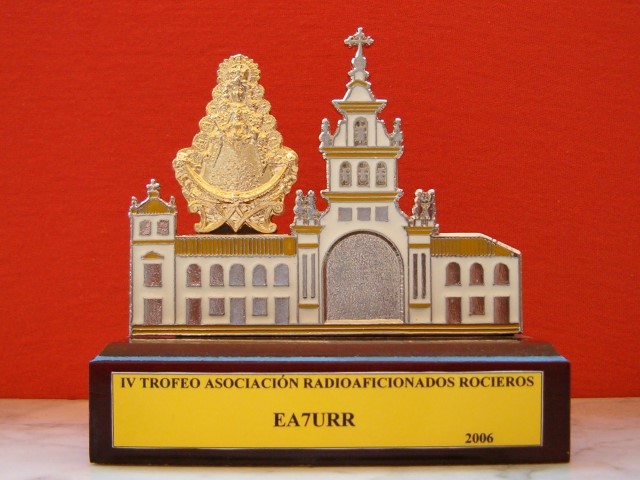 IV TROFEO ASOCIACIÓN RADIOAFICIONADOS ROCIEROS
EA7URR
2006